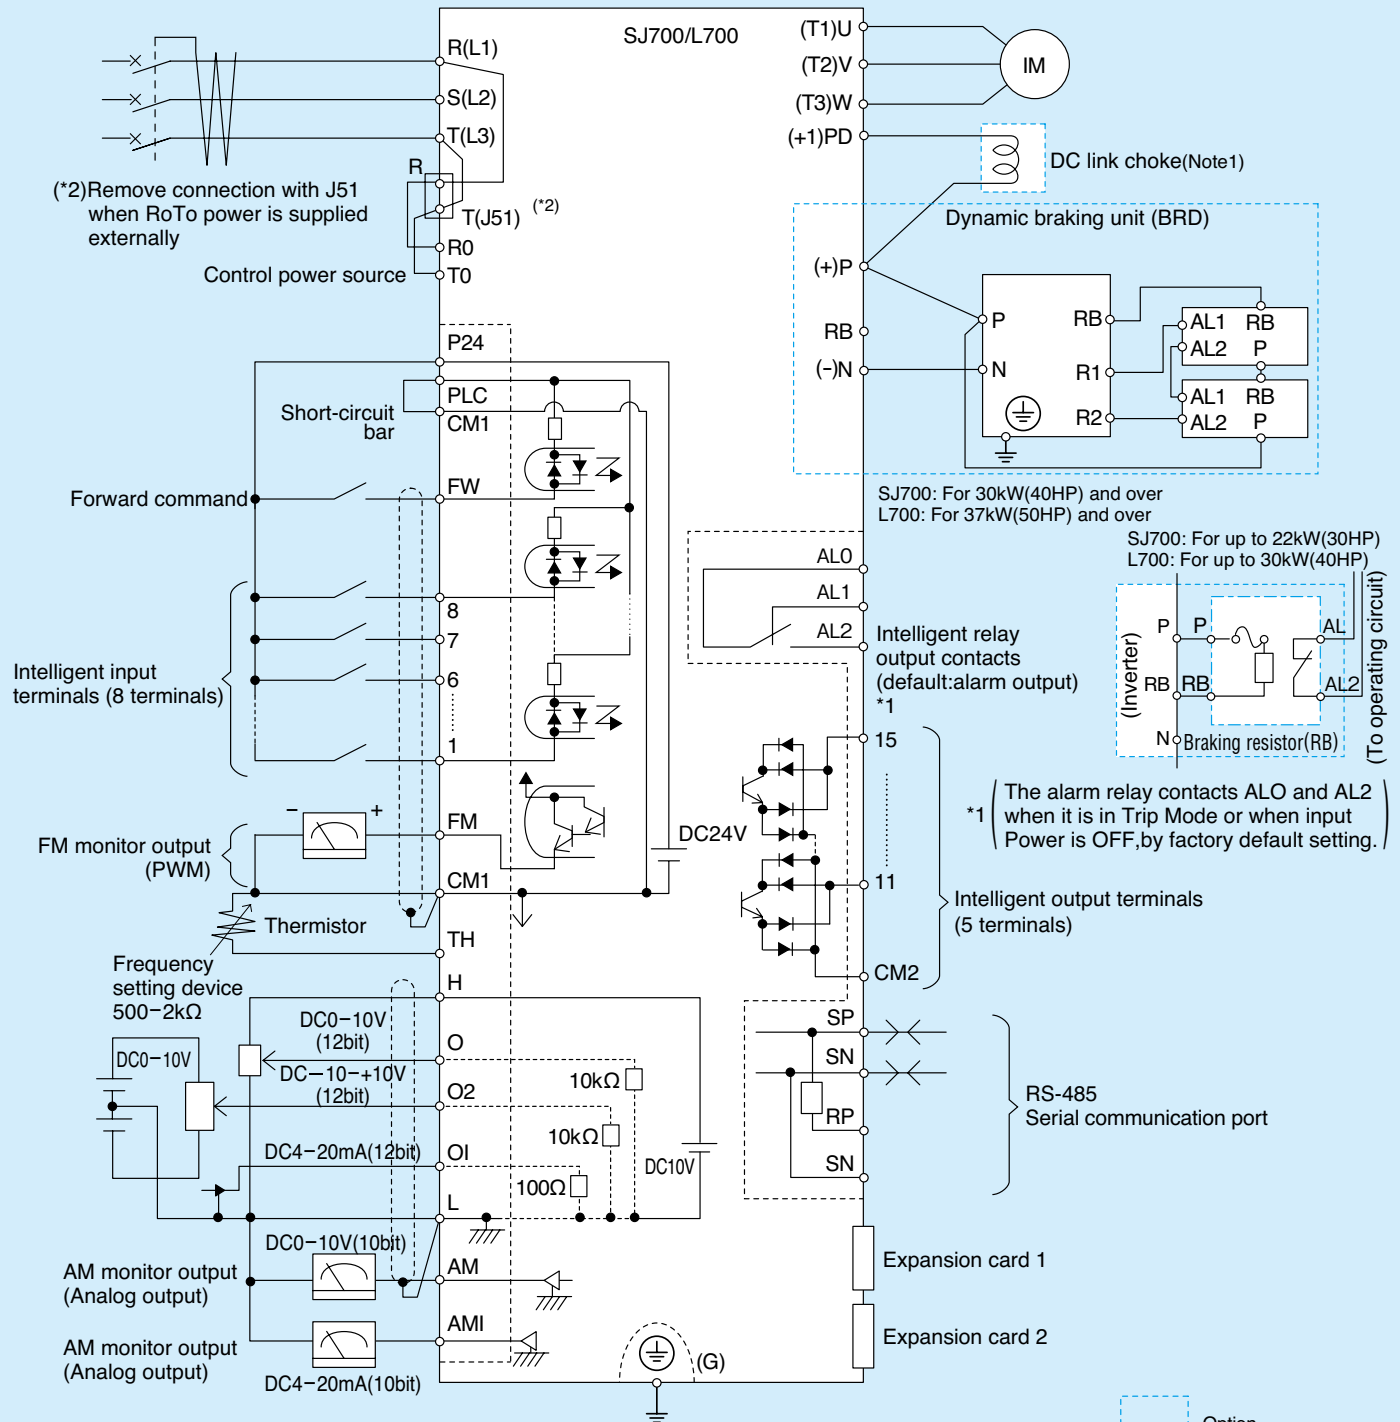 SJ700/L700
R(L1)
S(L2)
T(L3)
R
T(J51) (*2)
R0
T0
(*2)Remove connection with J51
when RoTo power is supplied
externally
Control power source
(T1)U
(T2)V
(T3)W
IM
(+1)PD
DC link choke(Note1)
Dynamic braking unit (BRD)
(+)P
RB
(−)N
P
N
RB
R1
R2
AL1 RB
AL2 P
AL1 RB
AL2 P
SJ700: For 30kW(40HP) and over
L700: For 37kW(50HP) and over
SJ700: For up to 22kW(30HP)
L700: For up to 30kW(40HP)
(Inverter)
P
P
RB
RB
N
AL
AL2
Braking resistor(RB)
(To operating circuit)
P24
PLC
CM1
Short-circuit
bar
Forward command
FW
8
7
6
1
Intelligent input
terminals (8 terminals)
AL0
AL1
AL2
Intelligent relay
output contacts
(default:alarm output)
*1
*1
The alarm relay contacts ALO and AL2
when it is in Trip Mode or when input
Power is OFF,by factory default setting.
15
11
CM2
Intelligent output terminals
(5 terminals)
− +
FM monitor output
(PWM)
FM
DC24V
CM1
Thermistor
TH
Frequency
setting device
500−2kΩ
H
DC0−10V
(12bit)
O
DC0−10V
DC−10−+10V
(12bit)
O2
DC4−20mA(12bit)
OI
L
10kΩ
10kΩ
100Ω
DC10V
DC0−10V(10bit)
AM monitor output
(Analog output)
AM
AMI
AM monitor output
(Analog output)
DC4−20mA(10bit)
(G)
SP
SN
RP
SN
RS-485
Serial communication port
Expansion card 1
Expansion card 2
Option